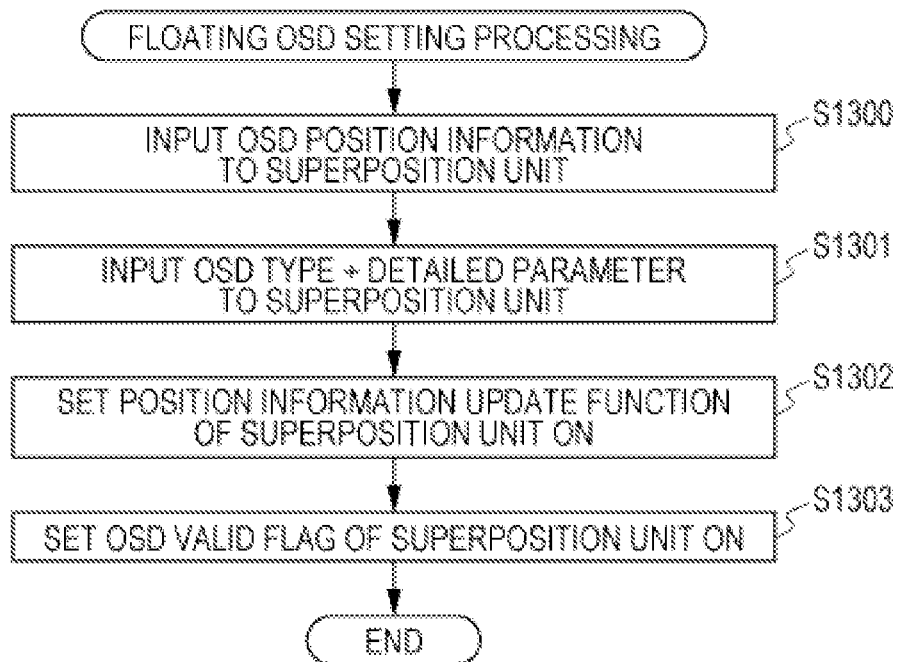 FLOATING OSD SETTING PROCESSING
S1300
INPUT OSD POSITION INFORMATION
TO SUPERPOSITION UNIT
S1301
INPUT OSD TYPE + DETAILED PARAMETER
TO SUPERPOSITION UNIT
S1302
SET POSITION INFORMATION UPDATE FUNCTION
OF SUPERPOSITION UNIT ON
S1303
SET OSD VALID FLAG OF SUPERPOSITION UNIT ON
END